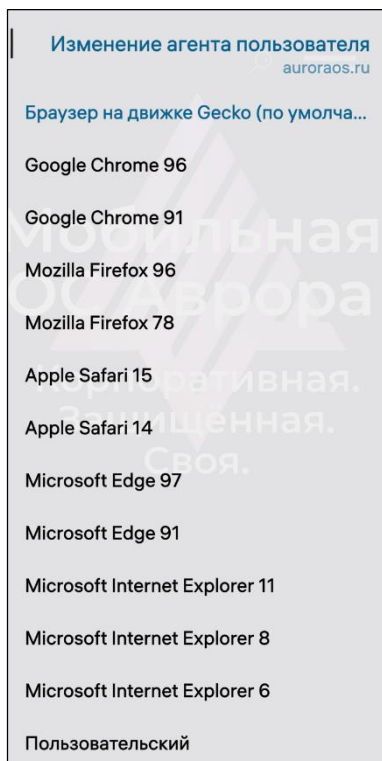 Изменение агента пользователя
auroraos.ru
Браузер на движке Gecko (по умолча...
Google Chrome 96
Google Chrome 91
Mozilla Firefox 96
Mozilla Firefox 78
Apple Safari 15
Apple Safari 14
Microsoft Edge 97
Microsoft Edge 91
Microsoft Internet Explorer 11
Microsoft Internet Explorer 8
Microsoft Internet Explorer 6
Пользовательский
Мобильная
ОС Аврора
Корпоративная.
Защищённая.
Своя.